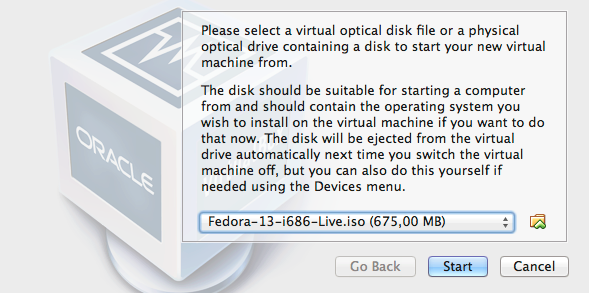 Please select a virtual optical disk file or a physical
optical drive containing a disk to start your new virtual
machine from.
The disk should be suitable for starting a computer
from and should contain the operating system you
wish to install on the virtual machine if you want to do
that now. The disk will be ejected from the virtual
drive automatically next time you switch the virtual
machine off, but you can also do this yourself if
needed using the Devices menu.
ORACLE
Fedora-13-i686-Live.iso (675,00 MB)
Go Back
Start
Cancel